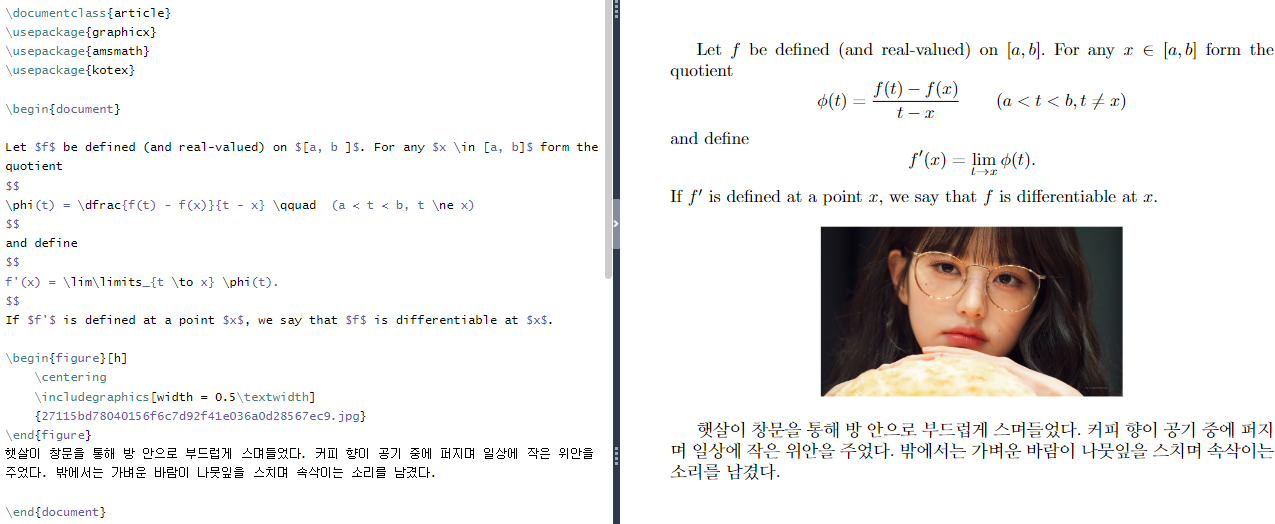 \documentclass{article}
\usepackage{graphicx}
\usepackage{amsmath}
\usepackage{kotex}
\begin{document}
Let $f$ be defined (and real-valued) on $[a, b ]$. For any $x \in [a, b]$ form the
quotient
$$
\phi(t) = \dfrac{f(t) - f(x)}{t - x} \qquad  (a < t < b, t \ne x)
$$
and define
$$
f'(x) = \lim\limits_{t \to x} \phi(t).
$$
If $f'$ is defined at a point $x$, we say that $f$ is differentiable at $x$.
\begin{figure}[h]
\centering
\includegraphics[width = 0.5\textwidth]
{27115bd78040156f6c7d92f41e036a0d28567ec9.jpg}
\end{figure}
햇살이 창문을 통해 방 안으로 부드럽게 스며들었다. 커피 향이 공기 중에 퍼지며 일상에 작은 위안을
주었다. 밖에서는 가벼운 바람이 나뭇잎을 스치며 속삭이는 소리를 남겼다.
\end{document}
Let f be defined (and real-valued) on [a, b]. For any x ∈ [a, b] form the
quotient
ϕ(t) = f(t) − f(x) / t − x (a < t < b, t ≠ x)
and define
f′(x) = lim t→x ϕ(t).
If f′ is defined at a point x, we say that f is differentiable at x.
햇살이 창문을 통해 방 안으로 부드럽게 스며들었다. 커피 향이 공기 중에 퍼지
며 일상에 작은 위안을 주었다. 밖에서는 가벼운 바람이 나뭇잎을 스치며 속삭이는
소리를 남겼다.